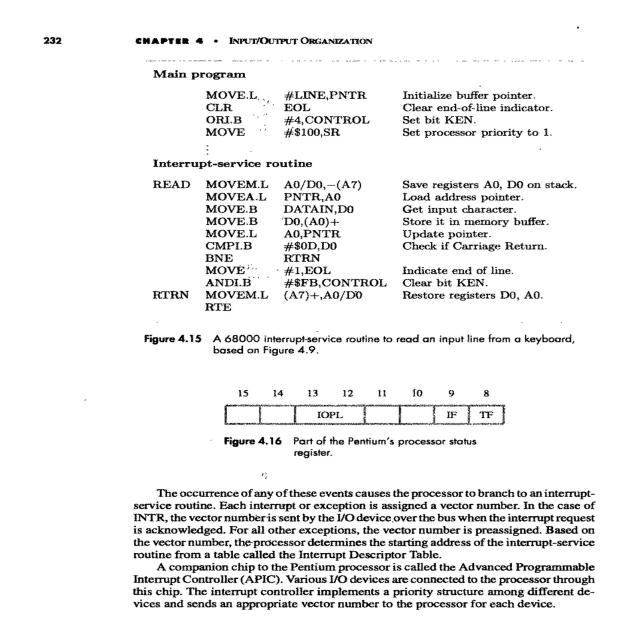 232 CHAPTER 4 • INPUT/OUTPUT ORGANIZATION
Main program
MOVE.L #LINE,PNTR Initialize buffer pointer.
CLR EOL Clear end-of-line indicator.
ORI.B #4,CONTROL Set bit KEN.
MOVE #$100,SR Set processor priority to 1.
⋮
Interrupt-service routine
READ MOVEM.L A0/D0,−(A7) Save registers A0, D0 on stack.
MOVEA.L PNTR,A0 Load address pointer.
MOVE.B DATAIN,D0 Get input character.
MOVE.B D0,(A0)+ Store it in memory buffer.
MOVE.L A0,PNTR Update pointer.
CMPI.B #$0D,D0 Check if Carriage Return.
BNE RTRN
MOVE #1,EOL Indicate end of line.
ANDI.B #$FB,CONTROL Clear bit KEN.
RTRN MOVEM.L (A7)+,A0/D0 Restore registers D0, A0.
RTE
Figure 4.15 A 68000 interrupt-service routine to read an input line from a keyboard,
based on Figure 4.9.
15 14 13 12 11 10 9 8
IOPL IF TF
Figure 4.16 Part of the Pentium's processor status
register.
The occurrence of any of these events causes the processor to branch to an interrupt-
service routine. Each interrupt or exception is assigned a vector number. In the case of
INTR, the vector number is sent by the I/O device over the bus when the interrupt request
is acknowledged. For all other exceptions, the vector number is preassigned. Based on
the vector number, the processor determines the starting address of the interrupt-service
routine from a table called the Interrupt Descriptor Table.
A companion chip to the Pentium processor is called the Advanced Programmable
Interrupt Controller (APIC). Various I/O devices are connected to the processor through
this chip. The interrupt controller implements a priority structure among different de-
vices and sends an appropriate vector number to the processor for each device.